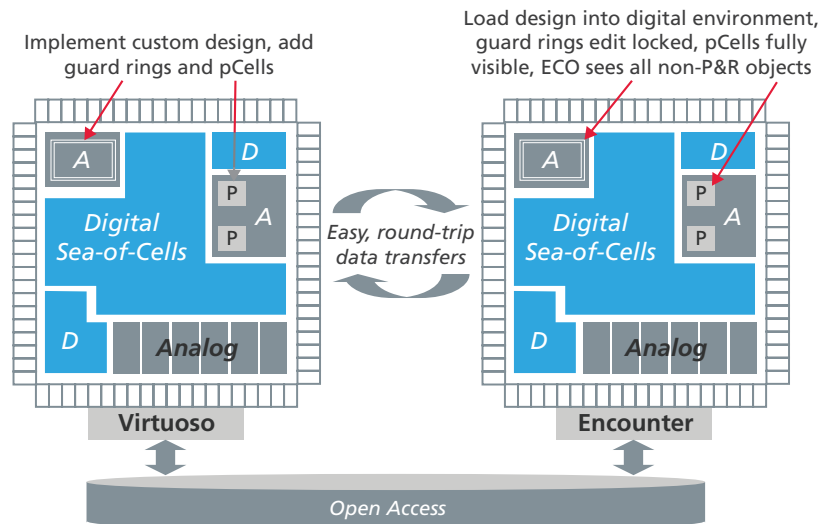 Implement custom design, add
guard rings and pCells
Load design into digital environment,
guard rings edit locked, pCells fully
visible, ECO sees all non-P&R objects
A
D
P
A
P
Digital
Sea-of-Cells
D
Analog
Easy, round-trip
data transfers
A
D
P
A
P
Digital
Sea-of-Cells
D
Analog
Virtuoso
Encounter
Open Access